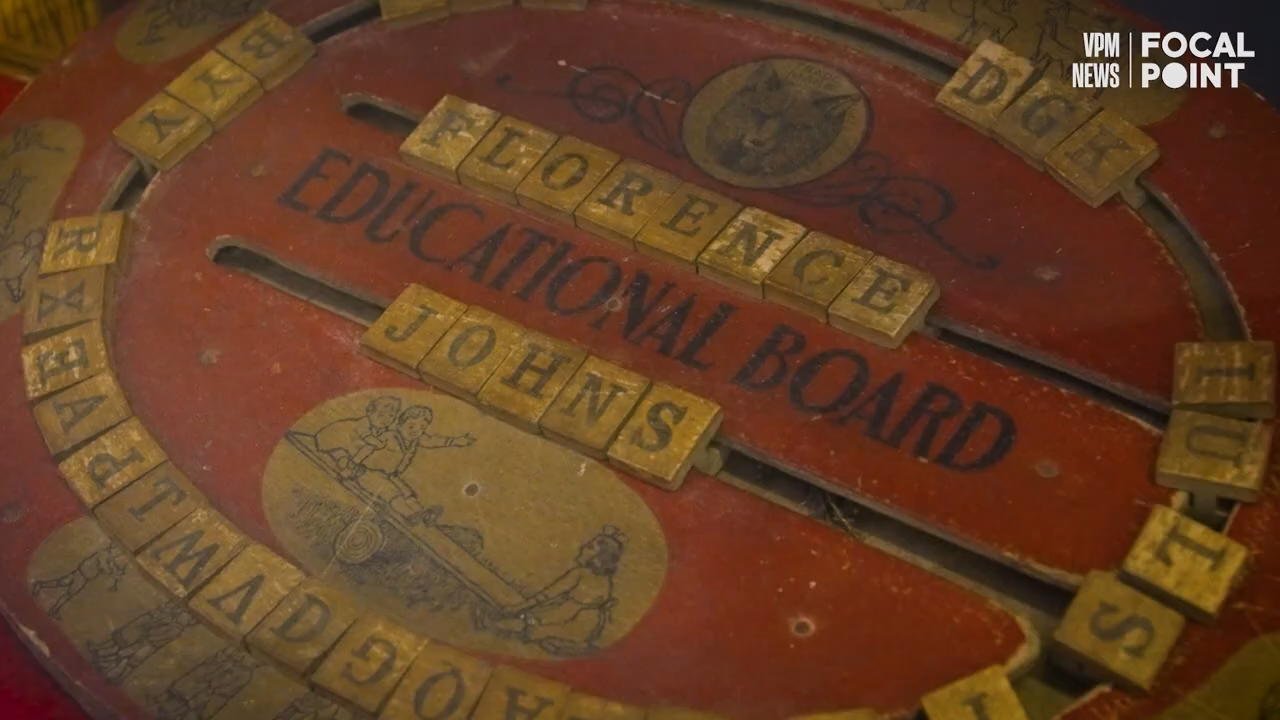 VPM NEWS | FOCAL POINT
FLORENCE
EDUCATIONAL BOARD
JOHNS
D G K
I
U
T
S
B
Y
Y
R
X
E
A
P
T
W
A
D
G
O